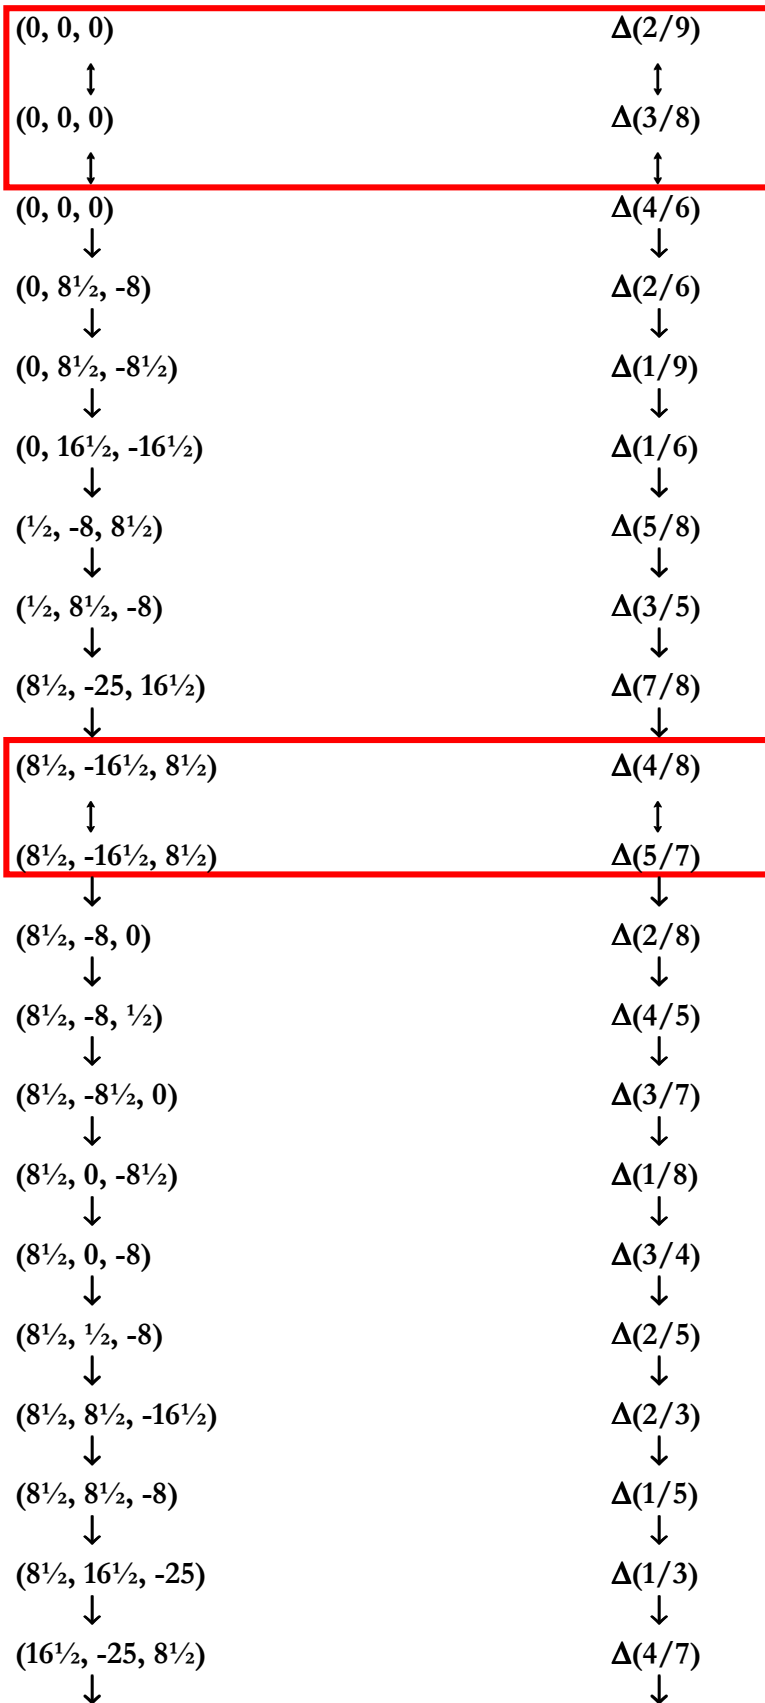 (0, 0, 0) Δ(2/9)
↕ ↕
(0, 0, 0) Δ(3/8)
↕ ↕
(0, 0, 0) Δ(4/6)
↓ ↓
(0, 8½, -8) Δ(2/6)
↓ ↓
(0, 8½, -8½) Δ(1/9)
↓ ↓
(0, 16½, -16½) Δ(1/6)
↓ ↓
(½, -8, 8½) Δ(5/8)
↓ ↓
(½, 8½, -8) Δ(3/5)
↓ ↓
(8½, -25, 16½) Δ(7/8)
↓ ↓
(8½, -16½, 8½) Δ(4/8)
↕ ↕
(8½, -16½, 8½) Δ(5/7)
↓ ↓
(8½, -8, 0) Δ(2/8)
↓ ↓
(8½, -8, ½) Δ(4/5)
↓ ↓
(8½, -8½, 0) Δ(3/7)
↓ ↓
(8½, 0, -8½) Δ(1/8)
↓ ↓
(8½, 0, -8) Δ(3/4)
↓ ↓
(8½, ½, -8) Δ(2/5)
↓ ↓
(8½, 8½, -16½) Δ(2/3)
↓ ↓
(8½, 8½, -8) Δ(1/5)
↓ ↓
(8½, 16½, -25) Δ(1/3)
↓ ↓
(16½, -25, 8½) Δ(4/7)
↓ ↓